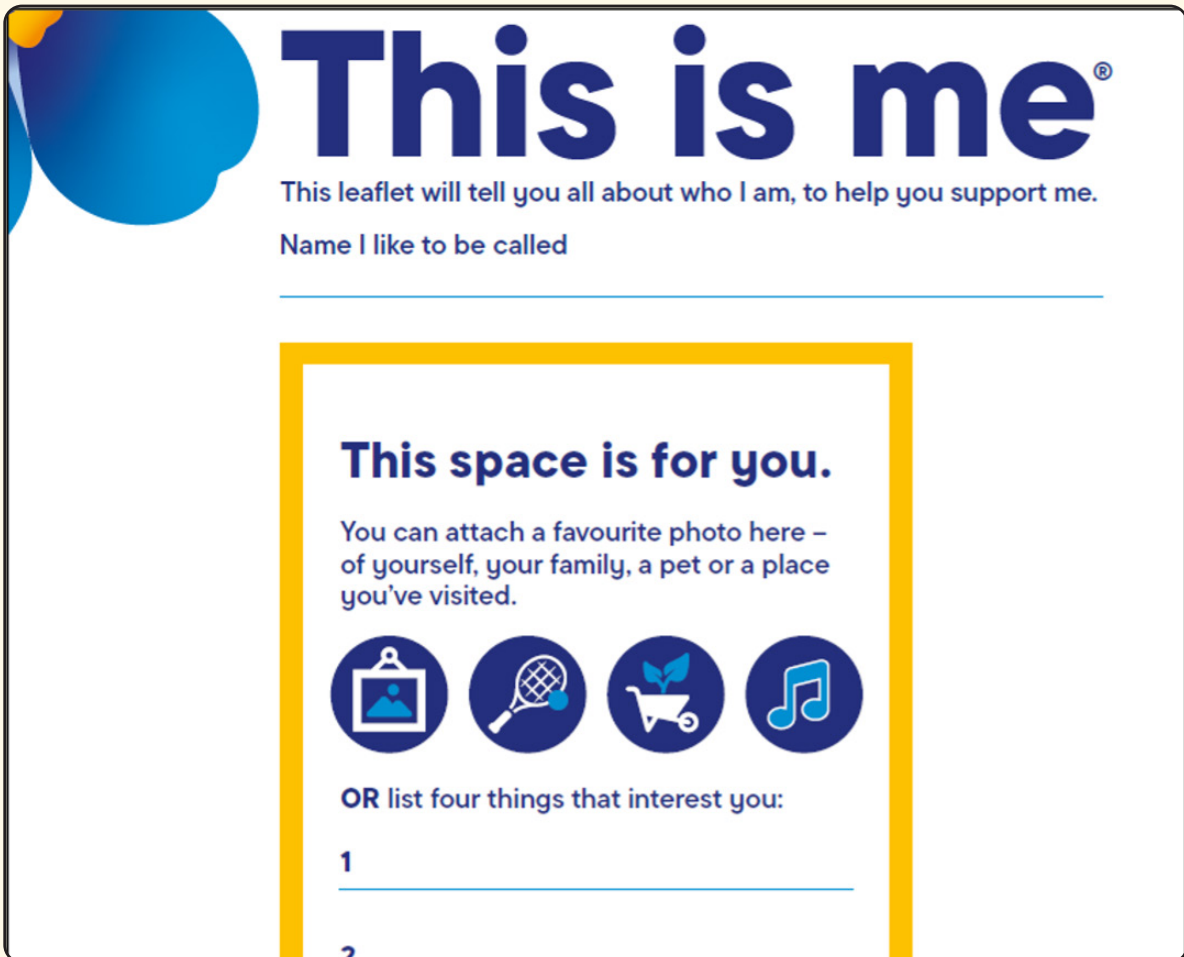 This is me®
This leaflet will tell you all about who I am, to help you support me.
Name I like to be called
This space is for you.
You can attach a favourite photo here –
of yourself, your family, a pet or a place
you've visited.
OR list four things that interest you:
1
2